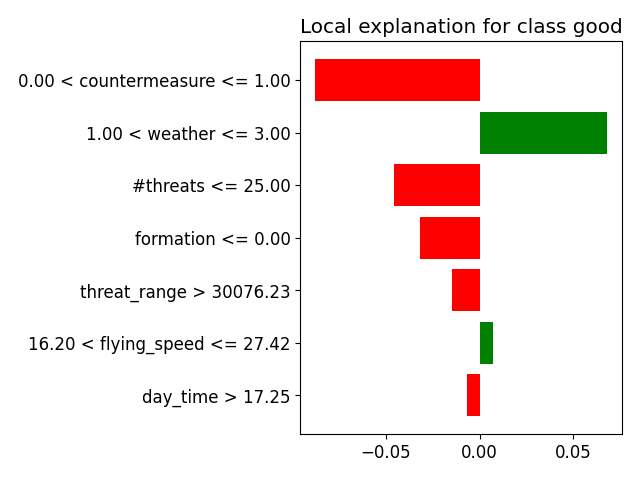 Local explanation for class good
0.00 < countermeasure <= 1.00
1.00 < weather <= 3.00
#threats <= 25.00
formation <= 0.00
threat_range > 30076.23
16.20 < flying_speed <= 27.42
day_time > 17.25
−0.05 0.00 0.05